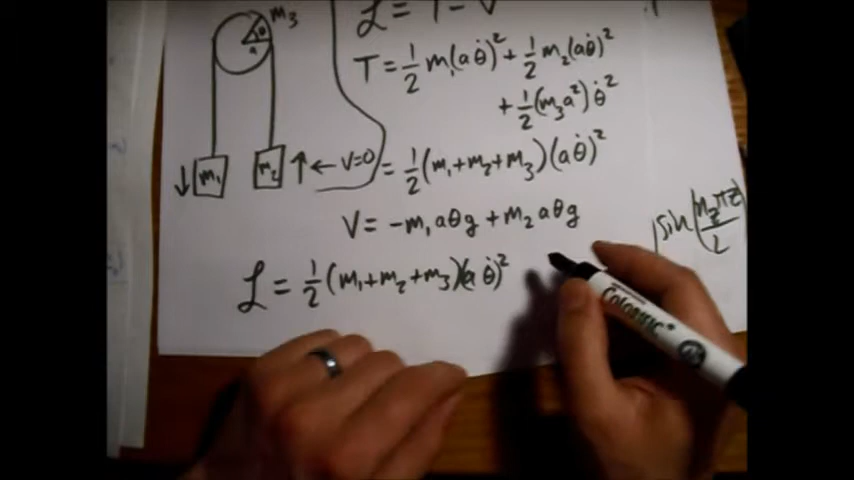 m₃
ℒ = T - V
θ
a
T = 1/2 m₁(aθ̇)² + 1/2 m₂(aθ̇)²
+ 1/2 (m₃a²) θ̇²
↓ m₁ m₂ ↑ ← V=0 = 1/2 (m₁+m₂+m₃)(aθ̇)²
V = -m₁aθg + m₂aθg
ℒ = 1/2 (m₁+m₂+m₃)(aθ̇)²